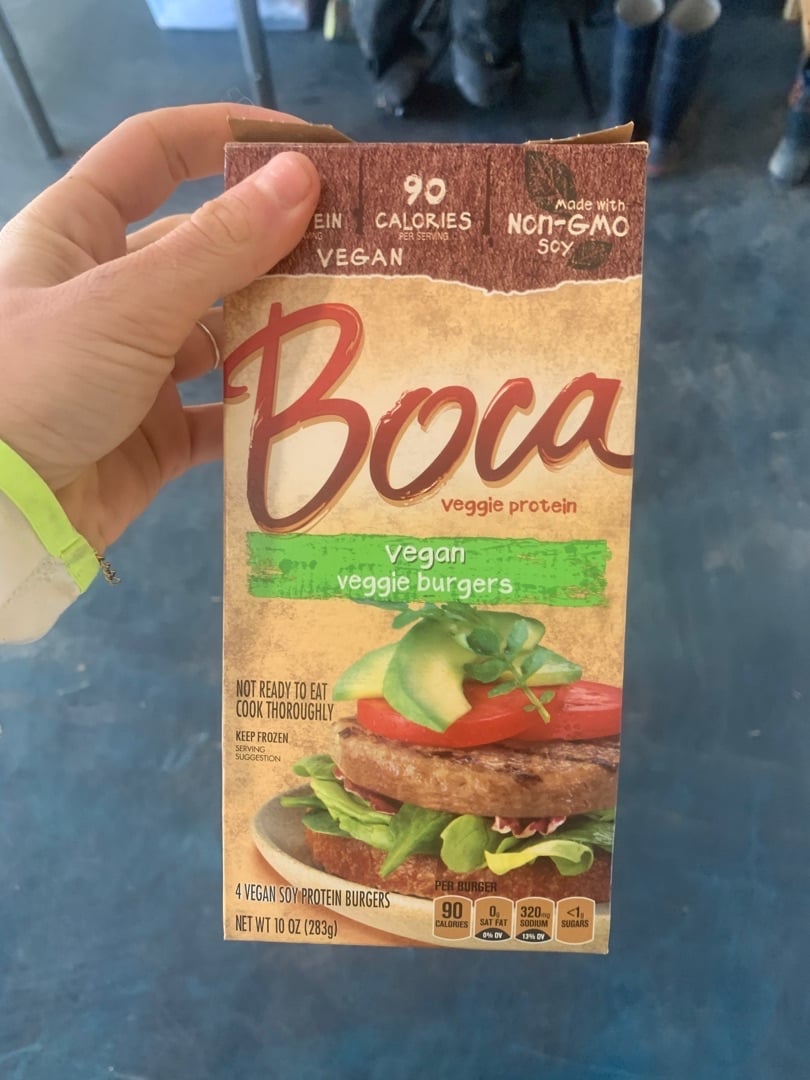 EIN
90
CALORIES
PER SERVING
VEGAN
Made with
NON-GMO
SOY
Boca
veggie protein
vegan
veggie burgers
NOT READY TO EAT
COOK THOROUGHLY
KEEP FROZEN
SERVING
SUGGESTION
4 VEGAN SOY PROTEIN BURGERS
NET WT 10 OZ (283g)
PER BURGER
90
CALORIES
0g
SAT FAT
0% DV
320mg
SODIUM
13% DV
<1g
SUGARS